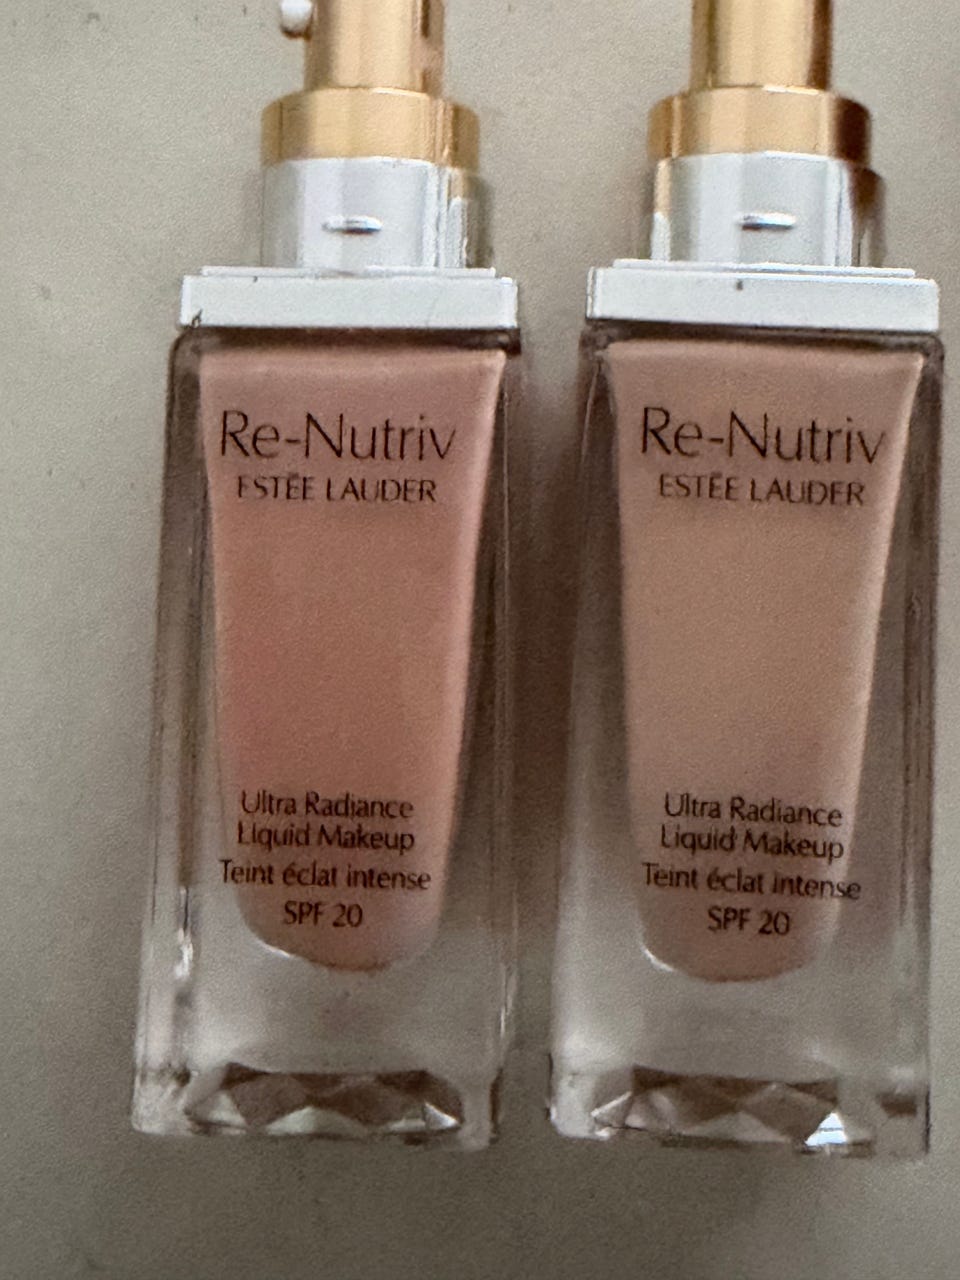 Re-Nutriv
ESTĒE LAUDER
Ultra Radiance
Liquid Makeup
Teint éclat intense
SPF 20
Re-Nutriv
ESTĒE LAUDER
Ultra Radiance
Liquid Makeup
Teint éclat intense
SPF 20